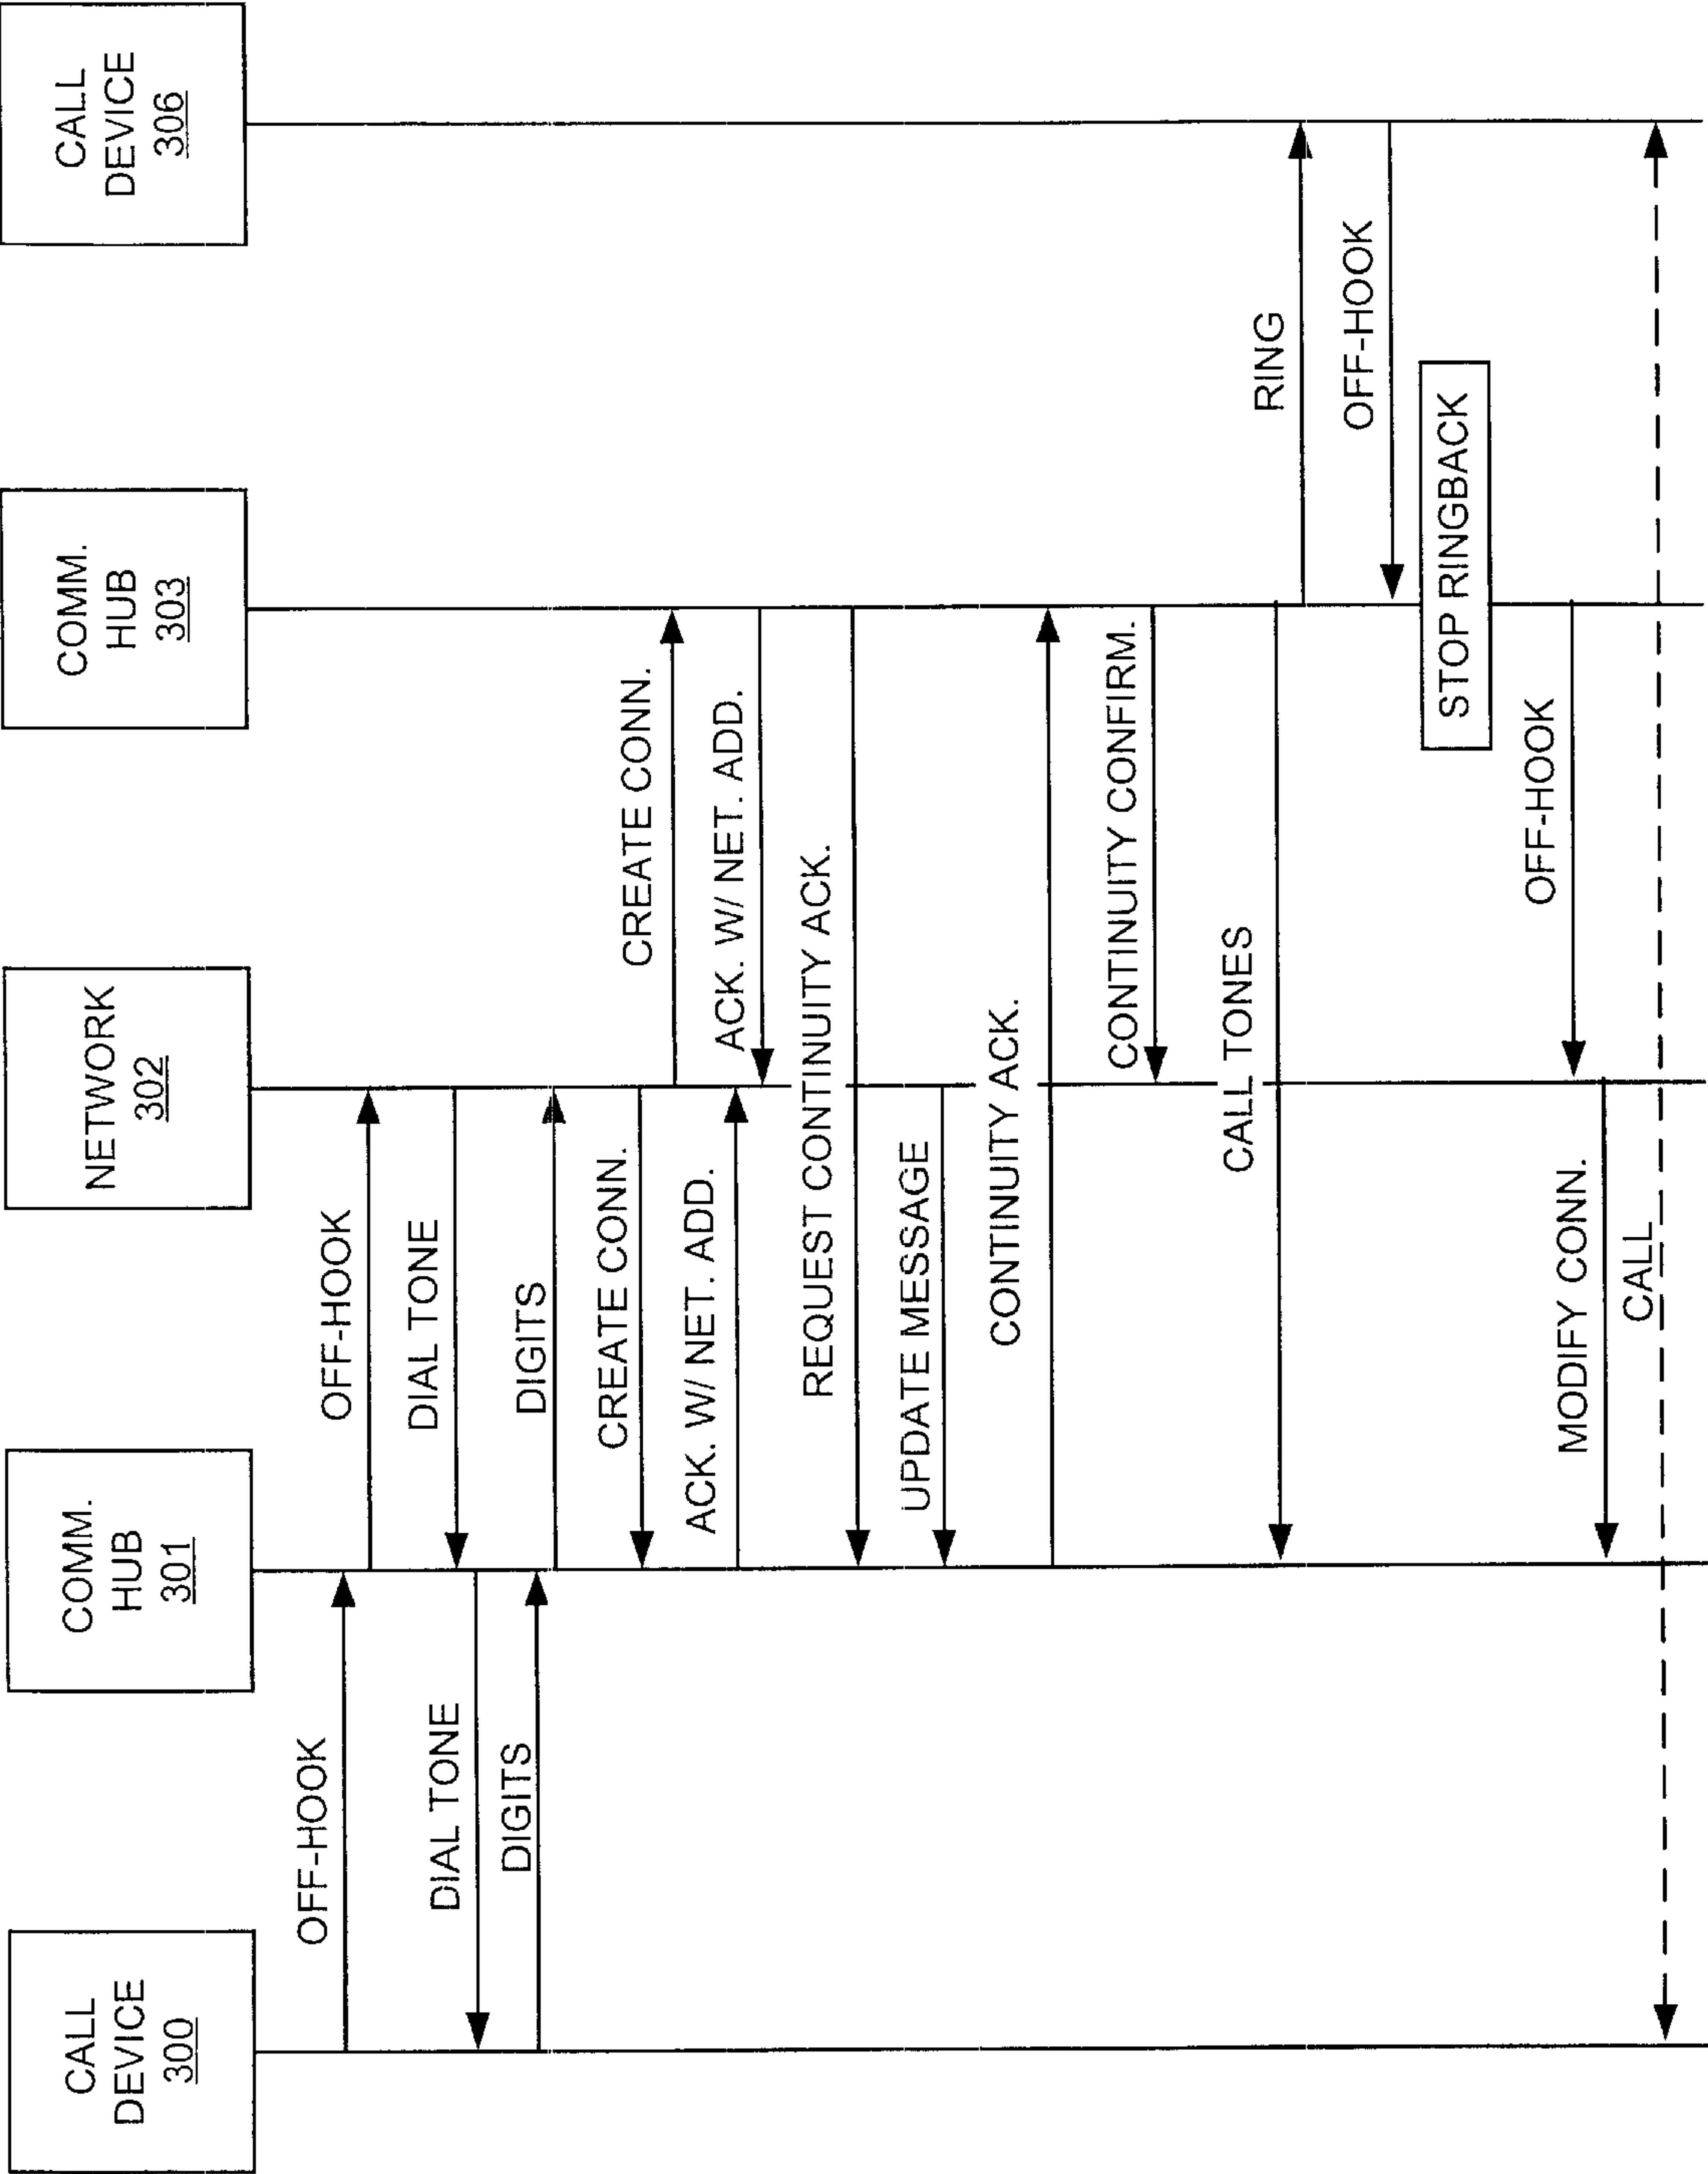 CALL
DEVICE
300
COMM.
HUB
301
NETWORK
302
COMM.
HUB
303
CALL
DEVICE
306
OFF-HOOK
OFF-HOOK
DIAL TONE
DIAL TONE
DIGITS
DIGITS
CREATE CONN.
CREATE CONN.
ACK. W/ NET. ADD.
ACK. W/ NET. ADD.
REQUEST CONTINUITY ACK.
UPDATE MESSAGE
CONTINUITY ACK.
CONTINUITY CONFIRM.
CALL TONES
RING
OFF-HOOK
STOP RINGBACK
OFF-HOOK
MODIFY CONN.
CALL